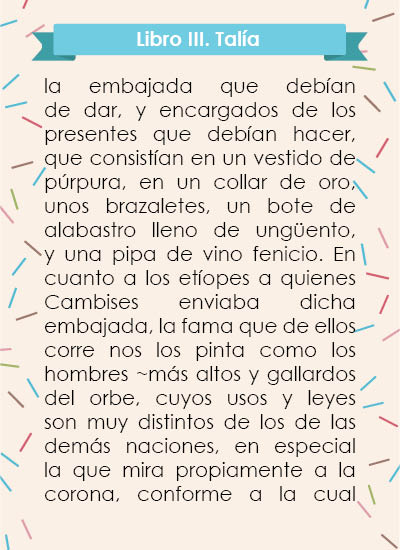 Libro III. Talía
la embajada que debían
de dar, y encargados de los
presentes que debían hacer,
que consistían en un vestido de
púrpura, en un collar de oro,
unos brazaletes, un bote de
alabastro lleno de ungüento,
y una pipa de vino fenicio. En
cuanto a los etíopes a quienes
Cambises enviaba dicha
embajada, la fama que de ellos
corre nos los pinta como los
hombres ~más altos y gallardos
del orbe, cuyos usos y leyes
son muy distintos de los de las
demás naciones, en especial
la que mira propiamente a la
corona, conforme a la cual